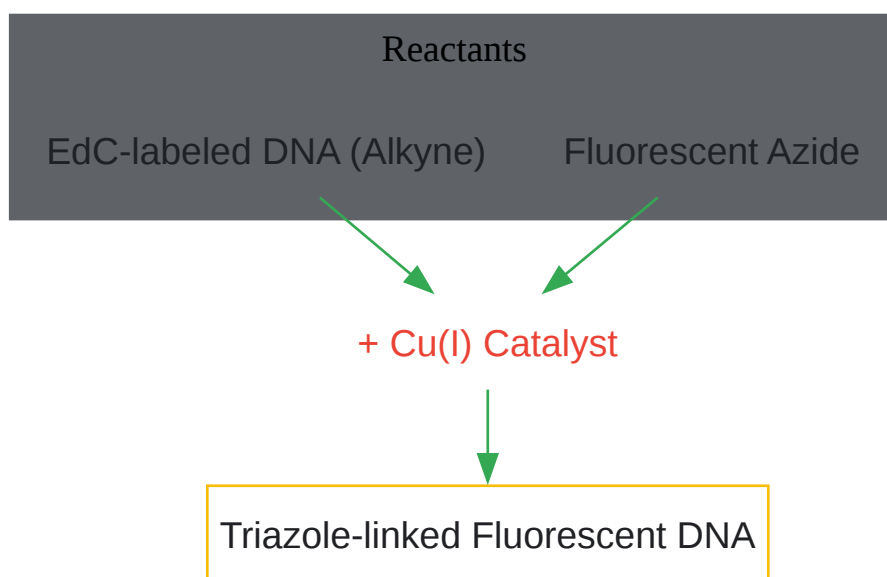 Reactants
EdC-labeled DNA (Alkyne) Fluorescent Azide
+ Cu(I) Catalyst
Triazole-linked Fluorescent DNA